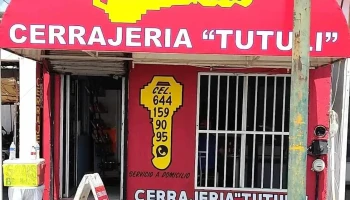 CERRAJERIA "TUTULI"
CEL
644
159
90
95
SERVICIO A DOMICILIO
CERRAJERIA "TUTULI